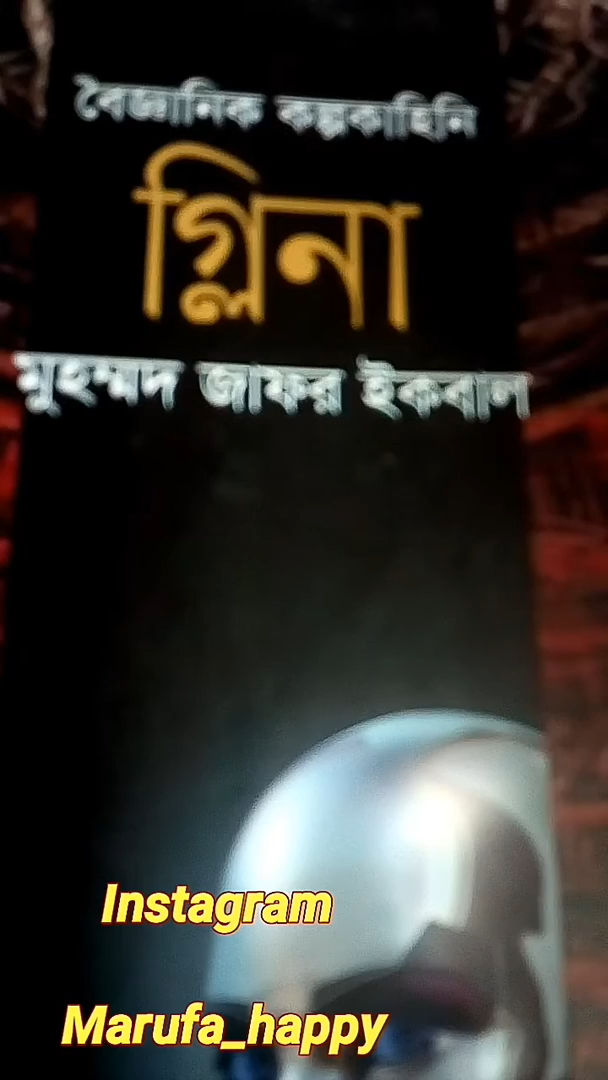 বৈজ্ঞানিক কল্পকাহিনি
গ্লিনা
মুহম্মদ জাফর ইকবাল
Instagram
Marufa_happy